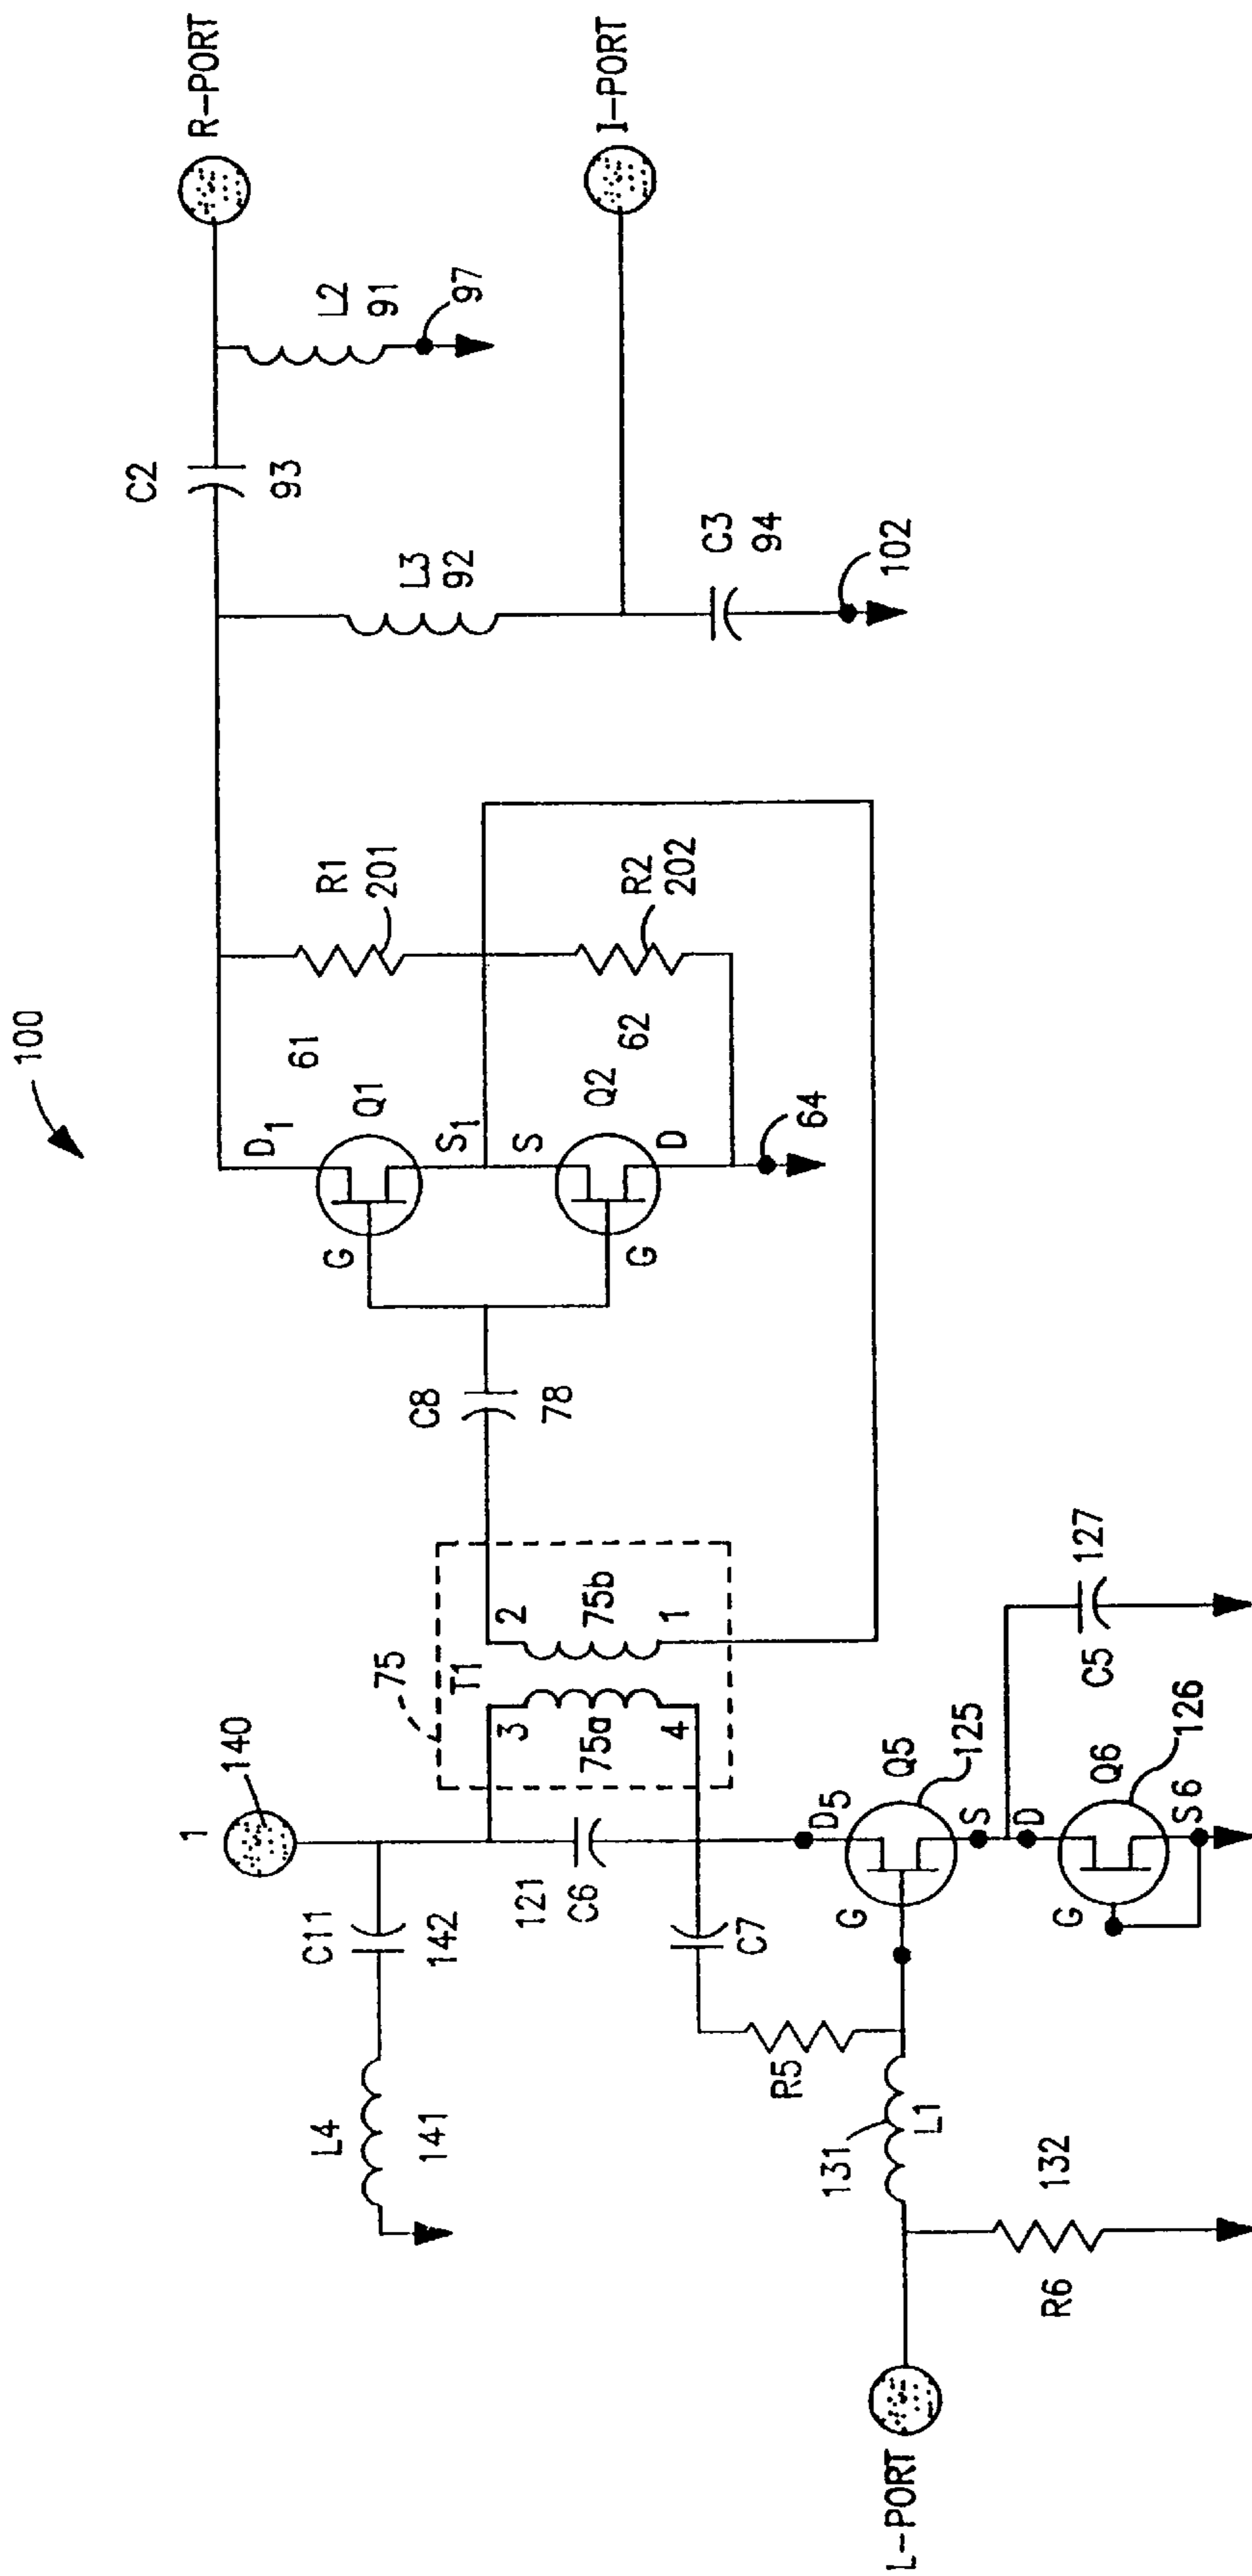 100
R-PORT
C2
93
L2
91
97
I-PORT
L3
92
C3
94
102
R1
201
R2
202
61
Q1
D1
G
S1
S
62
Q2
G
D
64
C8
78
75
T1
2
75b
1
3
75a
4
1
140
C11
142
L4
141
121
C6
C7
R5
D5
Q5
125
G
S
D
Q6
126
G
S6
C5
127
131
L1
132
R6
L-PORT